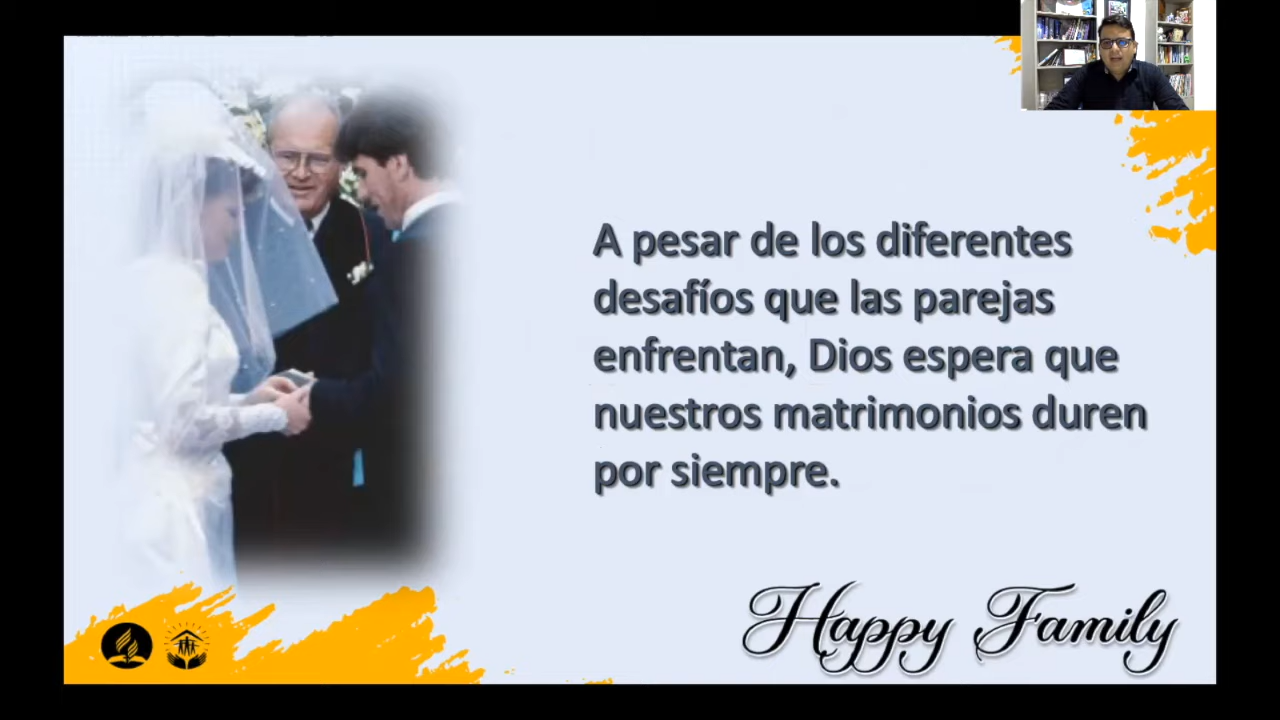 A pesar de los diferentes
desafíos que las parejas
enfrentan, Dios espera que
nuestros matrimonios duren
por siempre.
Happy Family